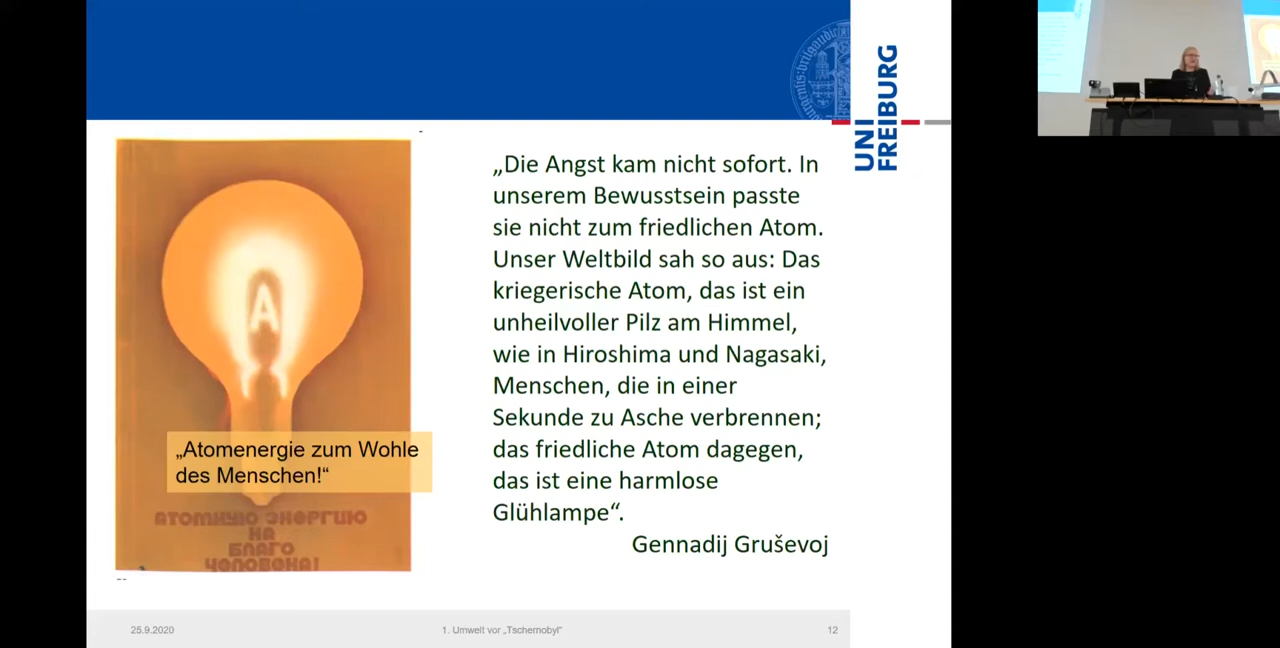 UNI
FREIBURG
„Die Angst kam nicht sofort. In
unserem Bewusstsein passte
sie nicht zum friedlichen Atom.
Unser Weltbild sah so aus: Das
kriegerische Atom, das ist ein
unheilvoller Pilz am Himmel,
wie in Hiroshima und Nagasaki,
Menschen, die in einer
Sekunde zu Asche verbrennen;
das friedliche Atom dagegen,
das ist eine harmlose
Glühlampe“.
Gennadij Gruševoj
A
„Atomenergie zum Wohle
des Menschen!“
АТОМНУЮ ЭНЕРГИЮ
НА
БЛАГО
ЧЕЛОВЕКА!
25.9.2020
1. Umwelt vor „Tschernobyl“
12